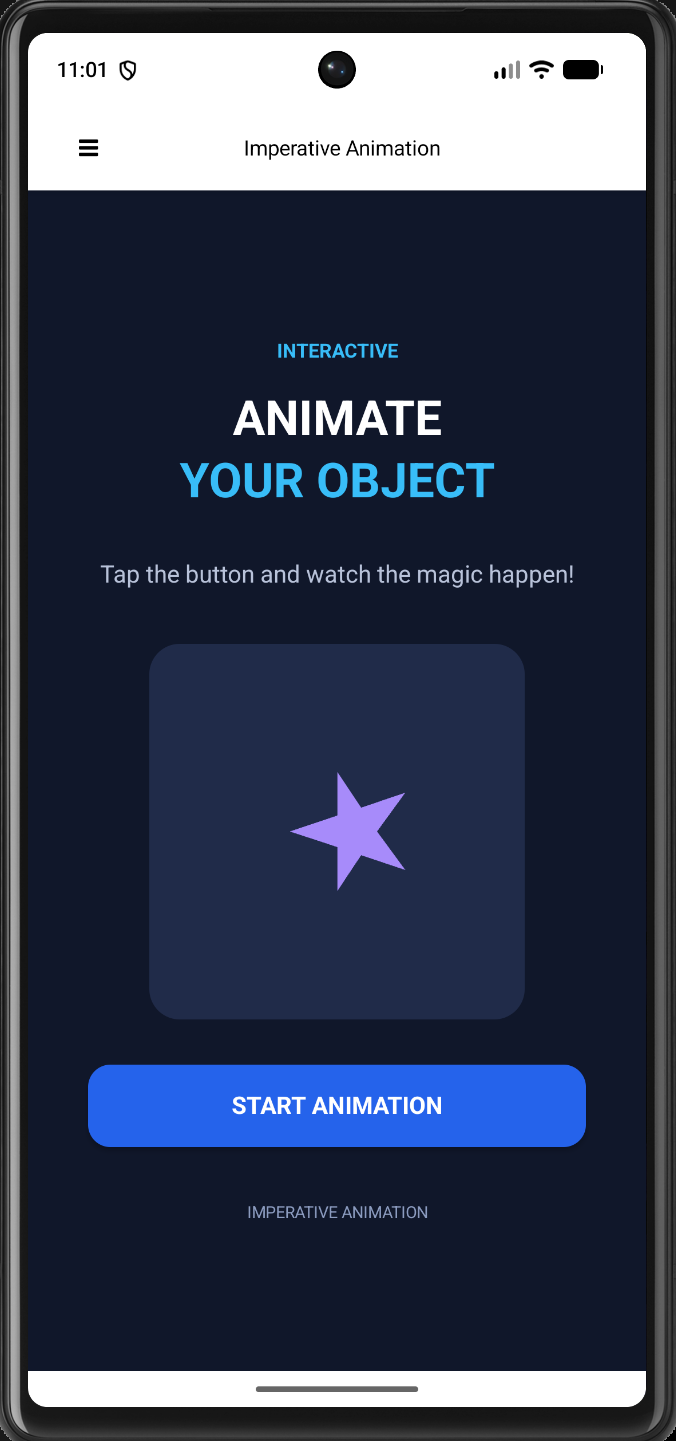 11:01
Imperative Animation
INTERACTIVE
ANIMATE
YOUR OBJECT
Tap the button and watch the magic happen!
START ANIMATION
IMPERATIVE ANIMATION